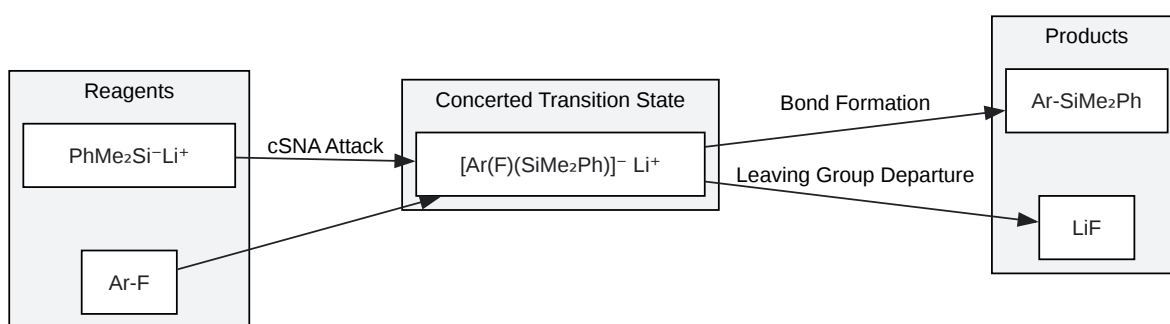 Reagents
PhMe₂Si⁻Li⁺
Ar-F
cSNA Attack
Concerted Transition State
[Ar(F)(SiMe₂Ph)]⁻ Li⁺
Bond Formation
Leaving Group Departure
Products
Ar-SiMe₂Ph
LiF